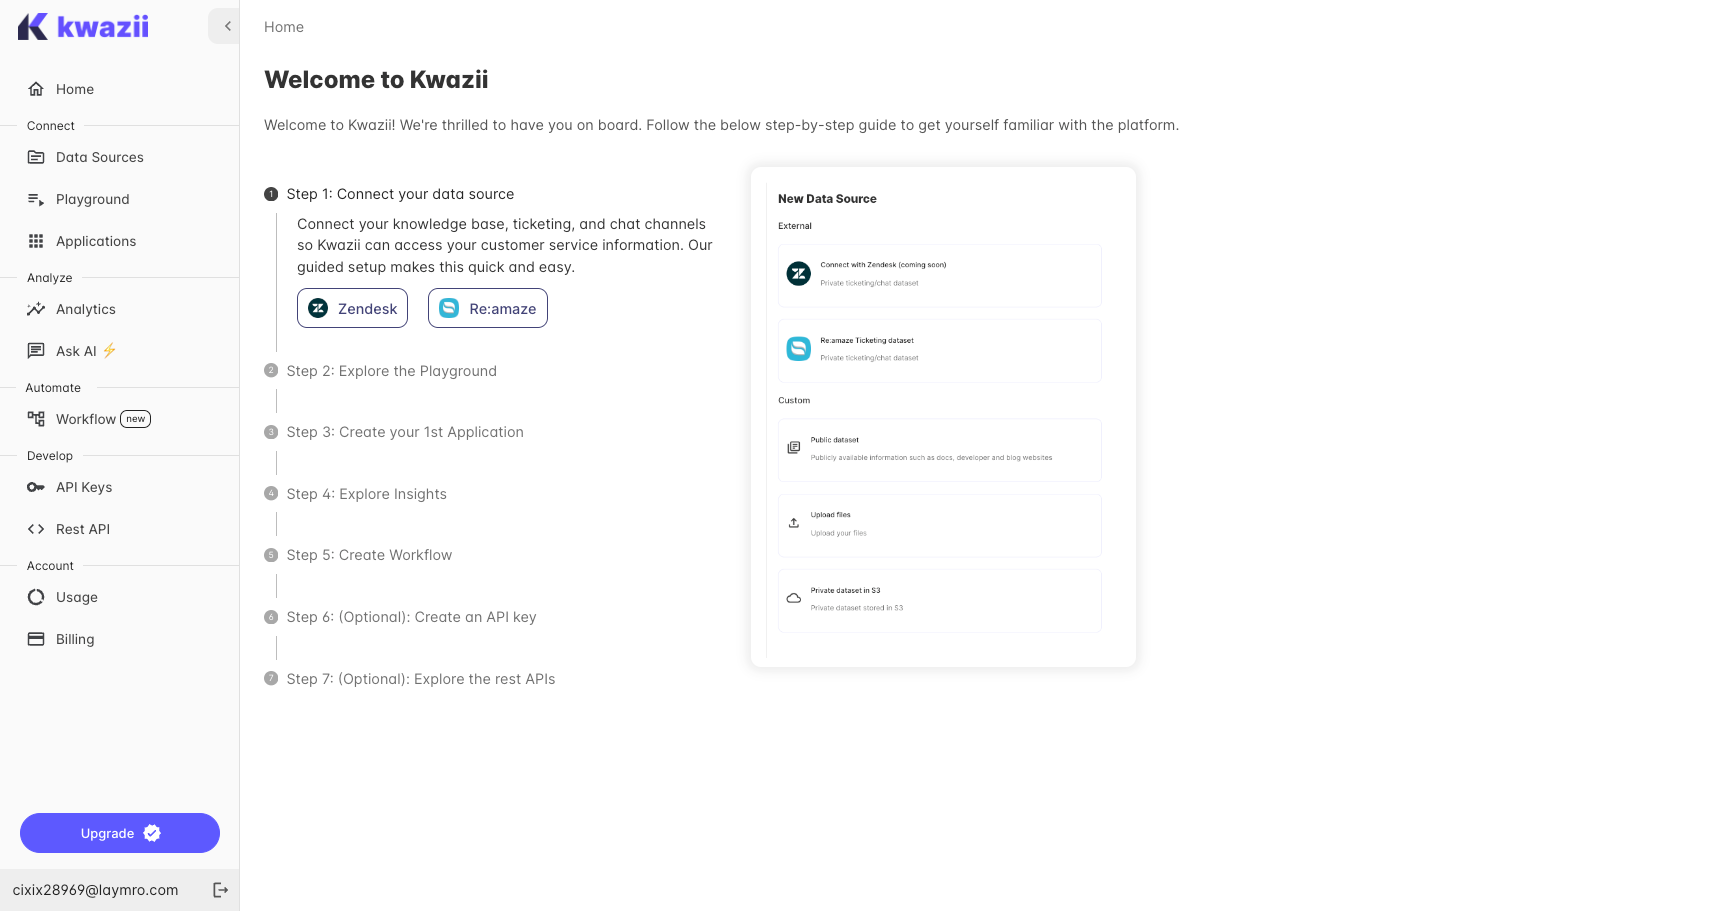 kwazii
Home
Connect
Data Sources
Playground
Applications
Analyze
Analytics
Ask AI ⚡
Automate
Workflow new
Develop
API Keys
Rest API
Account
Usage
Billing
Upgrade
cixix28969@laymro.com
Home
Welcome to Kwazii
Welcome to Kwazii! We're thrilled to have you on board. Follow the below step-by-step guide to get yourself familiar with the platform.
1 Step 1: Connect your data source
Connect your knowledge base, ticketing, and chat channels
so Kwazii can access your customer service information. Our
guided setup makes this quick and easy.
Zendesk Re:amaze
2 Step 2: Explore the Playground
3 Step 3: Create your 1st Application
4 Step 4: Explore Insights
5 Step 5: Create Workflow
6 Step 6: (Optional): Create an API key
7 Step 7: (Optional): Explore the rest APIs
New Data Source
External
Connect with Zendesk (coming soon)
Private ticketing/chat dataset
Re:amaze Ticketing dataset
Private ticketing/chat dataset
Custom
Public dataset
Publicly available information such as docs, developer and blog websites
Upload files
Upload your files
Private dataset in S3
Private dataset stored in S3